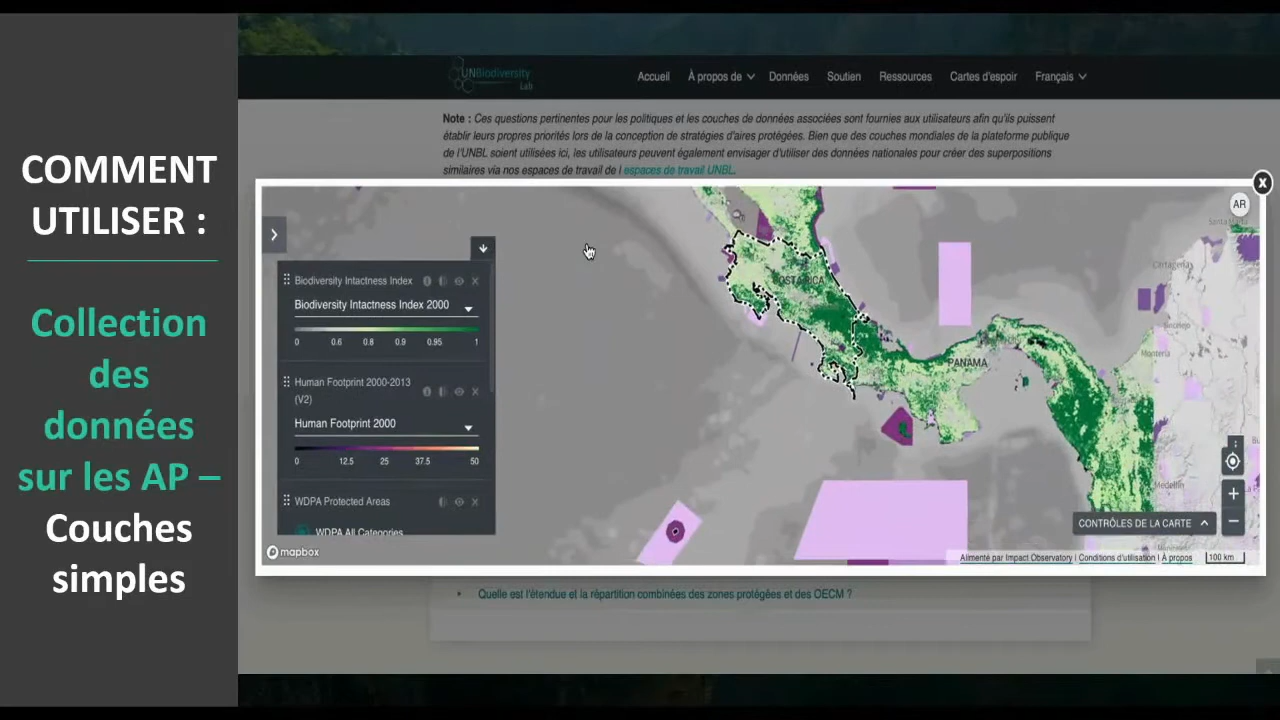 COMMENT
UTILISER :
Collection
des
données
sur les AP –
Couches
simples
UNBiodiversity
Lab
Accueil
À propos de
Données
Soutien
Ressources
Cartes d'espoir
Français
Note : Ces questions pertinentes pour les politiques et les couches de données associées sont fournies aux utilisateurs afin qu'ils puissent
établir leurs propres priorités lors de la conception de stratégies d'aires protégées. Bien que des couches mondiales de la plateforme publique
de l'UNBL soient utilisées ici, les utilisateurs peuvent également envisager d'utiliser des données nationales pour créer des superpositions
similaires via nos espaces de travail de l espaces de travail UNBL.
X
AR
Biodiversity Intactness Index
Biodiversity Intactness Index 2000
0 0.6 0.8 0.9 0.95 1
Human Footprint 2000-2013
(V2)
Human Footprint 2000
0 12.5 25 37.5 50
WDPA Protected Areas
WDPA All Categories
COSTA RICA
PANAMA
Santa Marta
Cartagena
Sincelejo
Montería
Medellín
CONTRÔLES DE LA CARTE
+
−
mapbox
Alimenté par Impact Observatory | Conditions d'utilisation | À propos
100 km
• Quelle est l'étendue et la répartition combinées des zones protégées et des OECM ?